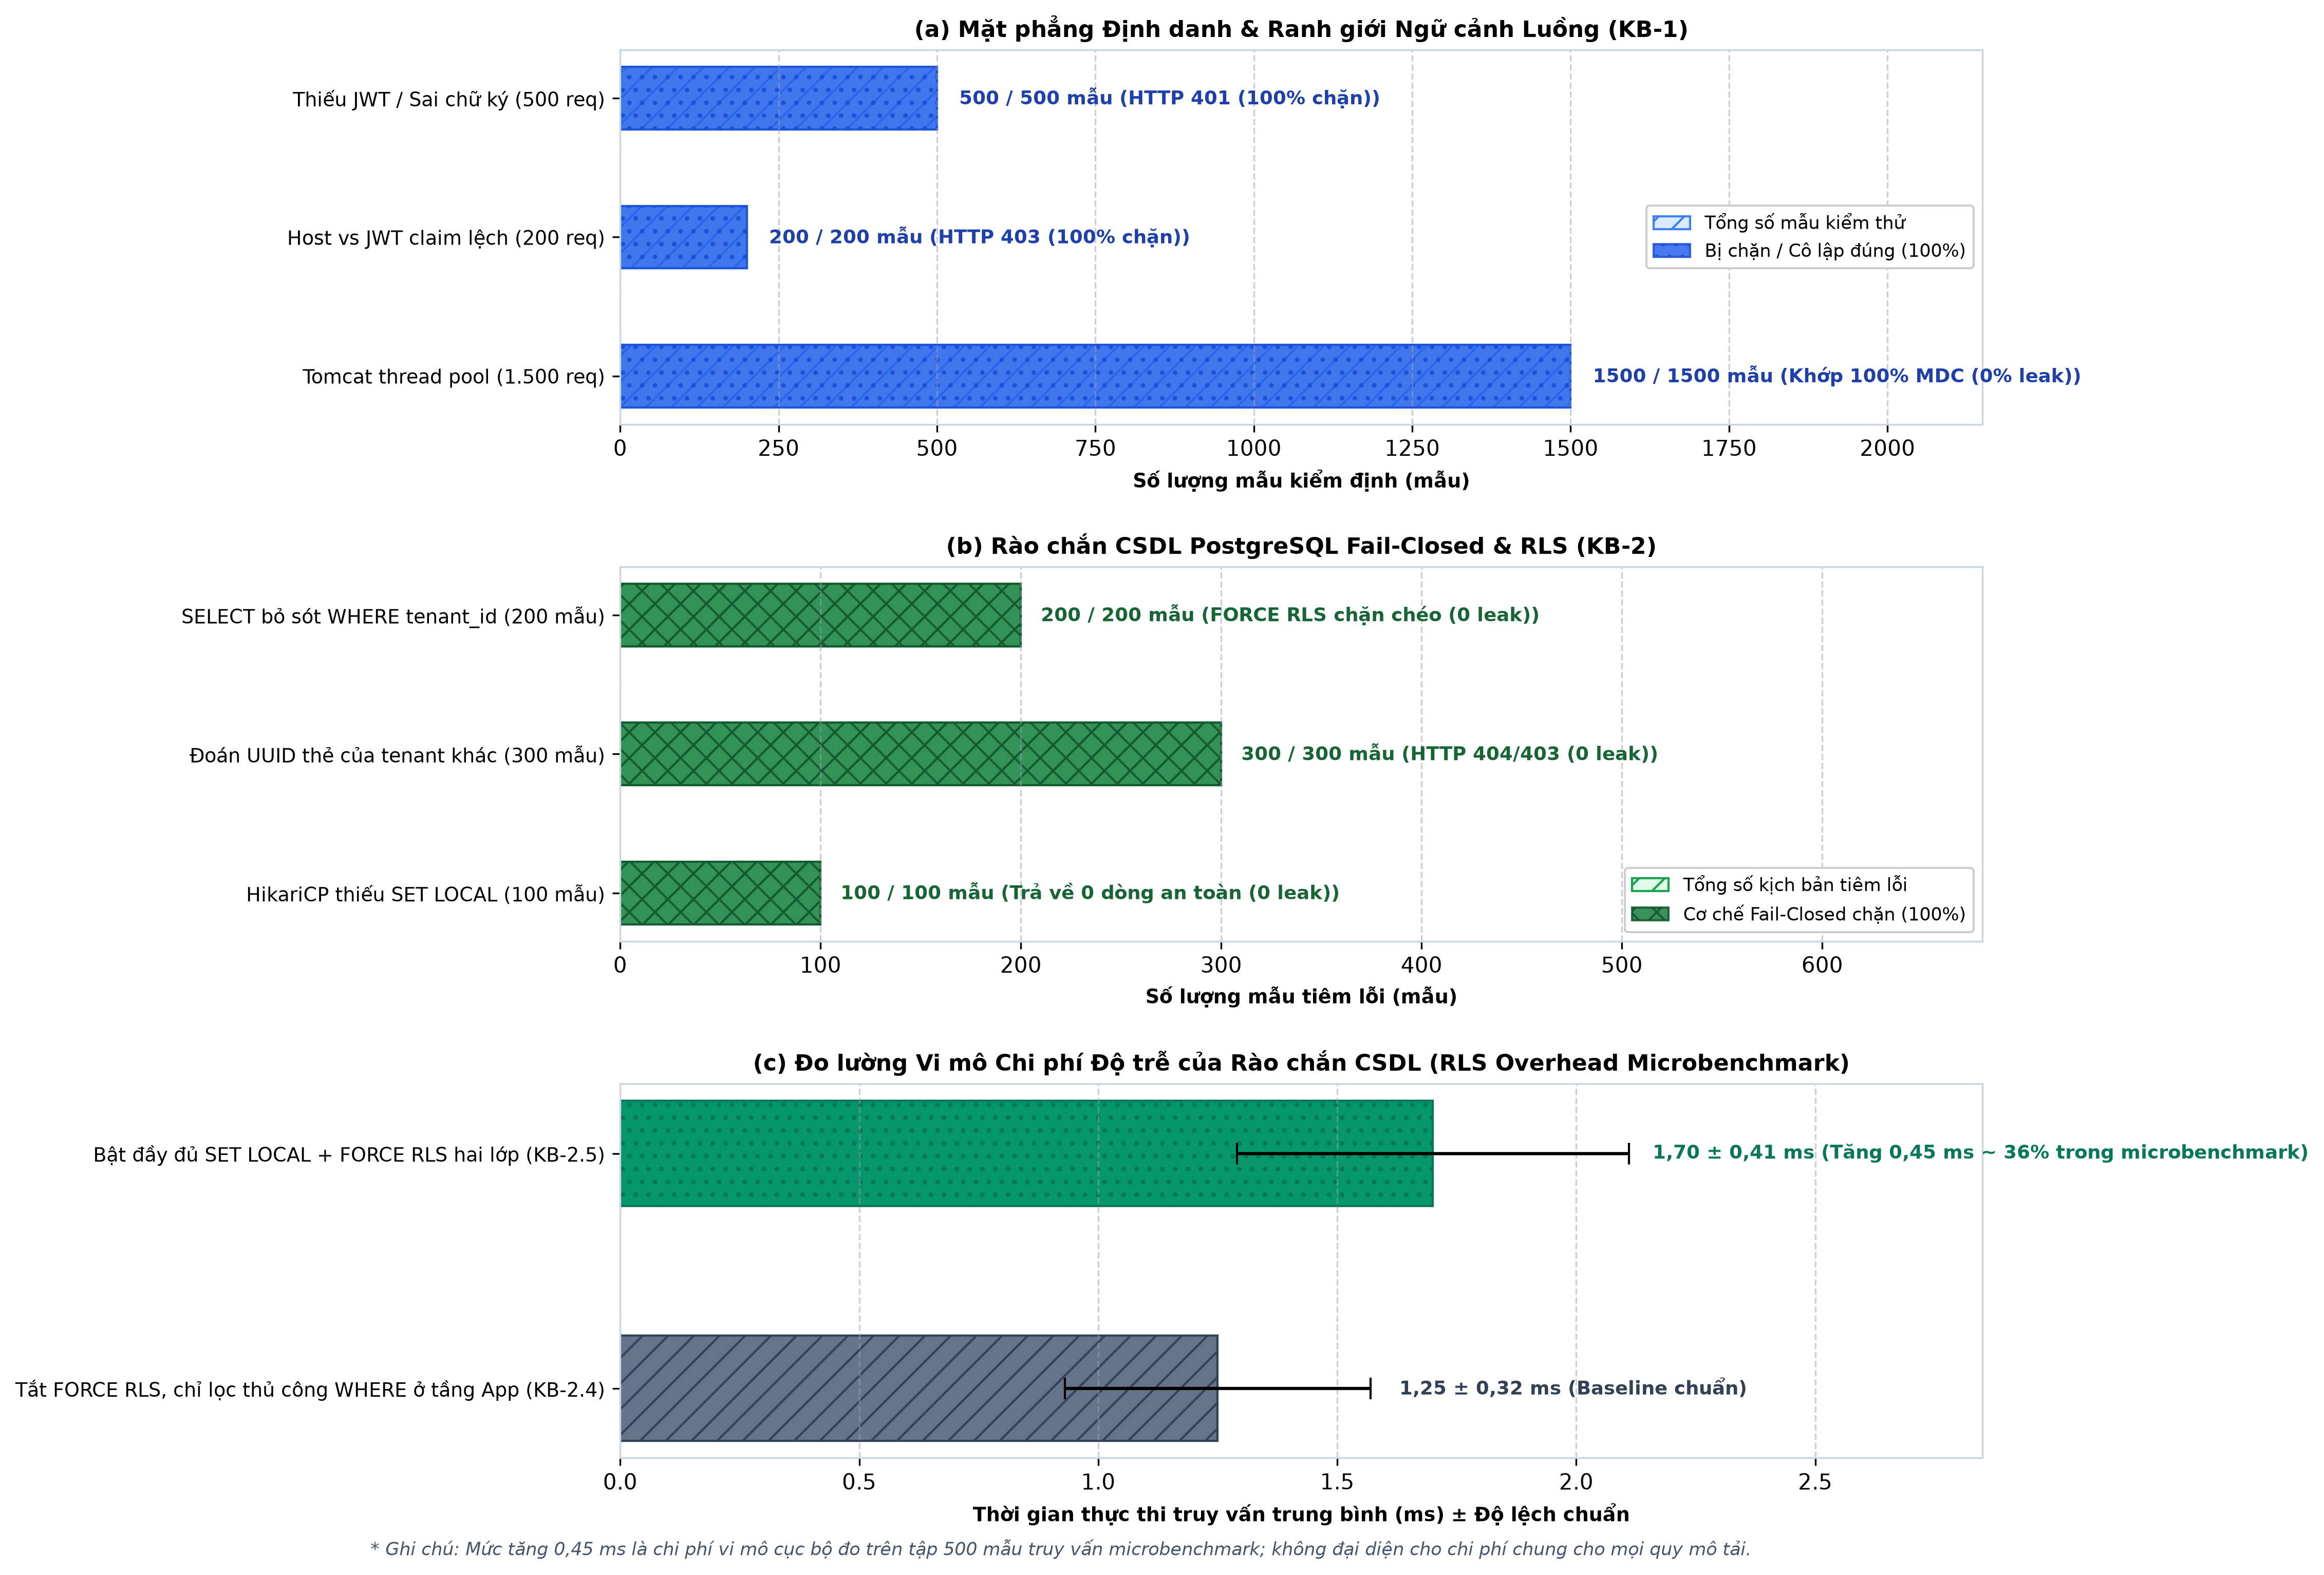 (a) Mặt phẳng Định danh & Ranh giới Ngữ cảnh Luồng (KB-1)
Thiếu JWT / Sai chữ ký (500 req)
500 / 500 mẫu (HTTP 401 (100% chặn))
Host vs JWT claim lệch (200 req)
200 / 200 mẫu (HTTP 403 (100% chặn))
Tổng số mẫu kiểm thử
Bị chặn / Cô lập đúng (100%)
Tomcat thread pool (1.500 req)
1500 / 1500 mẫu (Khớp 100% MDC (0% leak))
0 250 500 750 1000 1250 1500 1750 2000
Số lượng mẫu kiểm định (mẫu)
(b) Rào chắn CSDL PostgreSQL Fail-Closed & RLS (KB-2)
SELECT bỏ sót WHERE tenant_id (200 mẫu)
200 / 200 mẫu (FORCE RLS chặn chéo (0 leak))
Đoán UUID thẻ của tenant khác (300 mẫu)
300 / 300 mẫu (HTTP 404/403 (0 leak))
HikariCP thiếu SET LOCAL (100 mẫu)
100 / 100 mẫu (Trả về 0 dòng an toàn (0 leak))
Tổng số kịch bản tiêm lỗi
Cơ chế Fail-Closed chặn (100%)
0 100 200 300 400 500 600
Số lượng mẫu tiêm lỗi (mẫu)
(c) Đo lường Vi mô Chi phí Độ trễ của Rào chắn CSDL (RLS Overhead Microbenchmark)
Bật đầy đủ SET LOCAL + FORCE RLS hai lớp (KB-2.5)
1,70 ± 0,41 ms (Tăng 0,45 ms ~ 36% trong microbenchmark)
Tắt FORCE RLS, chỉ lọc thủ công WHERE ở tầng App (KB-2.4)
1,25 ± 0,32 ms (Baseline chuẩn)
0.0 0.5 1.0 1.5 2.0 2.5
Thời gian thực thi truy vấn trung bình (ms) ± Độ lệch chuẩn
* Ghi chú: Mức tăng 0,45 ms là chi phí vi mô cục bộ đo trên tập 500 mẫu truy vấn microbenchmark; không đại diện cho chi phí chung cho mọi quy mô tải.